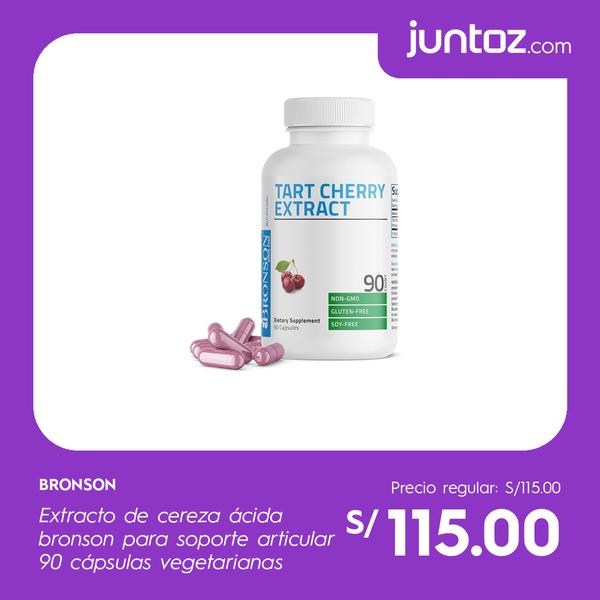 juntoz.com
TART CHERRY
EXTRACT
BRONSON
90
COUNT
NON-GMO
GLUTEN-FREE
SOY-FREE
Dietary Supplement
90 Capsules
BRONSON
Extracto de cereza ácida
bronson para soporte articular
90 cápsulas vegetarianas
Precio regular: S/115.00
S/115.00